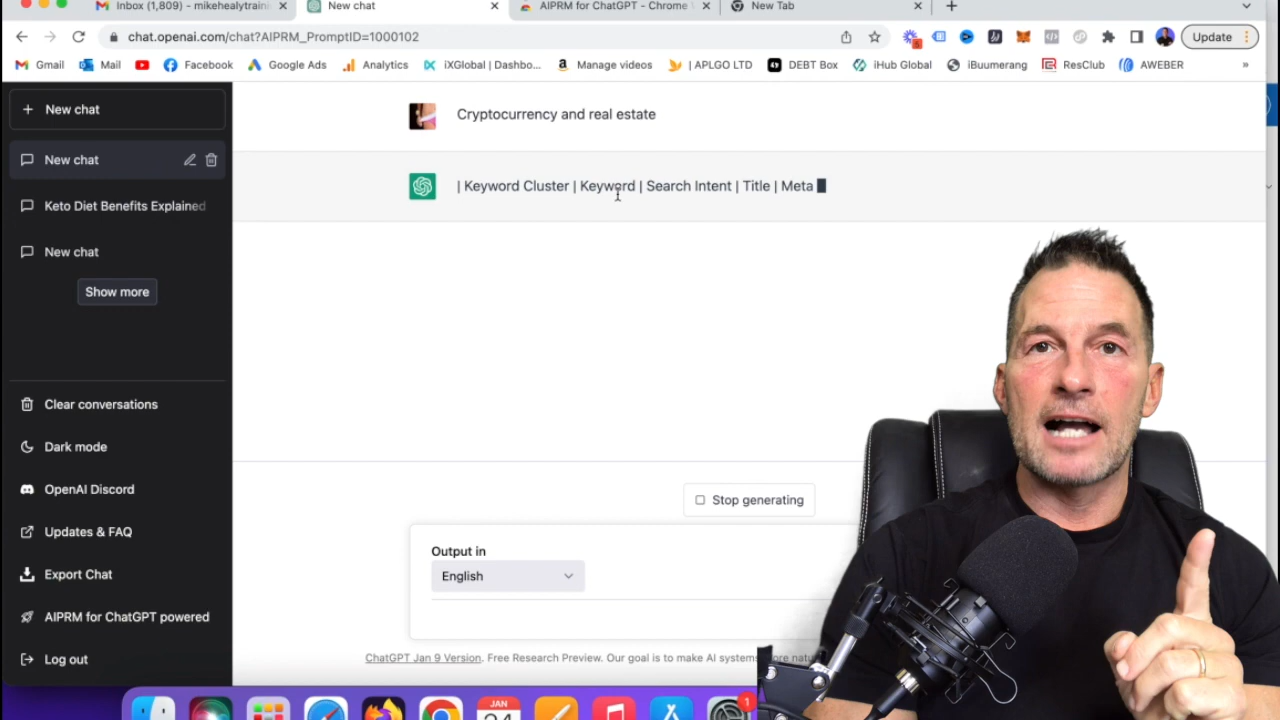 Inbox (1,809) - mikehealytraini
New chat
AIPRM for ChatGPT - Chrome
New Tab
chat.openai.com/chat?AIPRM_PromptID=1000102
5
Update
Gmail
Mail
Facebook
Google Ads
Analytics
iXGlobal | Dashbo...
Manage videos
| APLGO LTD
DEBT Box
iHub Global
iBuumerang
ResClub
AWEBER
»
+ New chat
New chat
Keto Diet Benefits Explained
New chat
Show more
Clear conversations
Dark mode
OpenAI Discord
Updates & FAQ
Export Chat
AIPRM for ChatGPT powered
Log out
Cryptocurrency and real estate
| Keyword Cluster | Keyword | Search Intent | Title | Meta
Stop generating
Output in
English
ChatGPT Jan 9 Version. Free Research Preview. Our goal is to make AI systems more natu
JAN
1